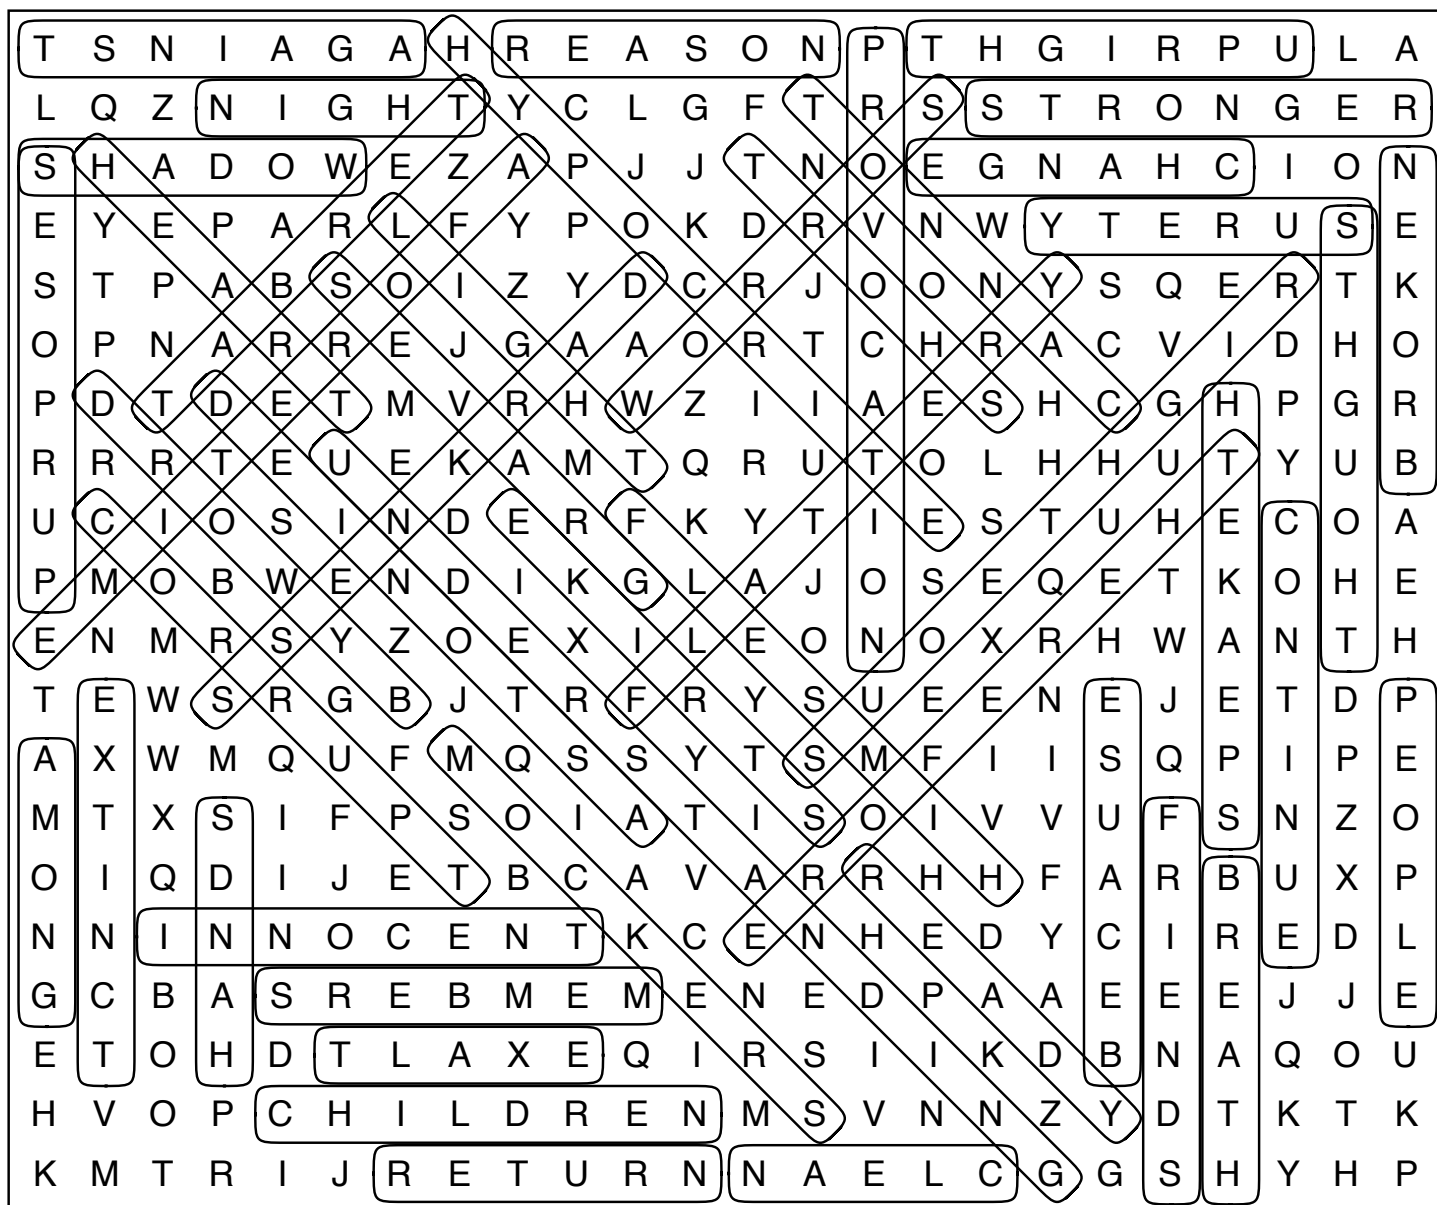 T S N I A G A H R E A S O N P T H G I R P U L A
L Q Z N I G H T Y C L G F T R S S T R O N G E R
S H A D O W E Z A P J J T N O E G N A H C I O N
E Y E P A R L F Y P O K D R V N W Y T E R U S E
S T P A B S O I Z Y D C R J O O N Y S Q E R T K
O P N A R R E J G A A O R T C H R A C V I D H O
P D T D E T M V R H W Z I I A E S H C G H P G R
R R R T E U E K A M T Q R U T O L H H U T Y U B
U C I O S I N D E R F K Y T I E S T U H E C O A
P M O B W E N D I K G L A J O S E Q E T K O H E
E N M R S Y Z O E X I L E O N O X R H W A N T H
T E W S R G B J T R F R Y S U E E N E J E T D P
A X W M Q U F M Q S S Y T S M F I I S Q P I P E
M T X S I F P S O I A T I S O I V V U F S N Z O
O I Q D I J E T B C A V A R R H H F A R B U X P
N N I N N O C E N T K C E N H E D Y C I R E D L
G C B A S R E B M E M E N E D P A A E E E J J E
E T O H D T L A X E Q I R S I I K D B N A Q O U
H V O P C H I L D R E N M S V N N Z Y D T K T K
K M T R I J R E T U R N N A E L C G G S H Y H P